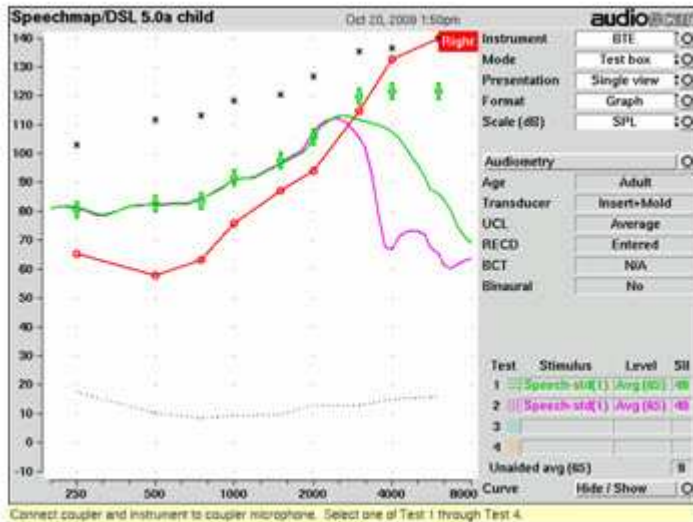 Speechmap/DSL 5.0a child Oct 20, 2008 1:50pm
Right
140
130
120
110
100
90
80
70
60
50
40
30
20
10
0
-10
250 500 1000 2000 4000 8000
Instrument BTE
Mode Test box
Presentation Single view
Format Graph
Scale (dB) SPL
Audiometry
Age Adult
Transducer Insert+Mold
UCL Average
RECD Entered
BCT N/A
Binaural No
Test Stimulus Level SII
1 Speech-std(1) Avg (65)
2 Speech-std(1) Avg (65)
3
4
Unaided avg (65)
Curve Hide / Show
Connect coupler and instrument to coupler microphone. Select one of Test 1 through Test 4.